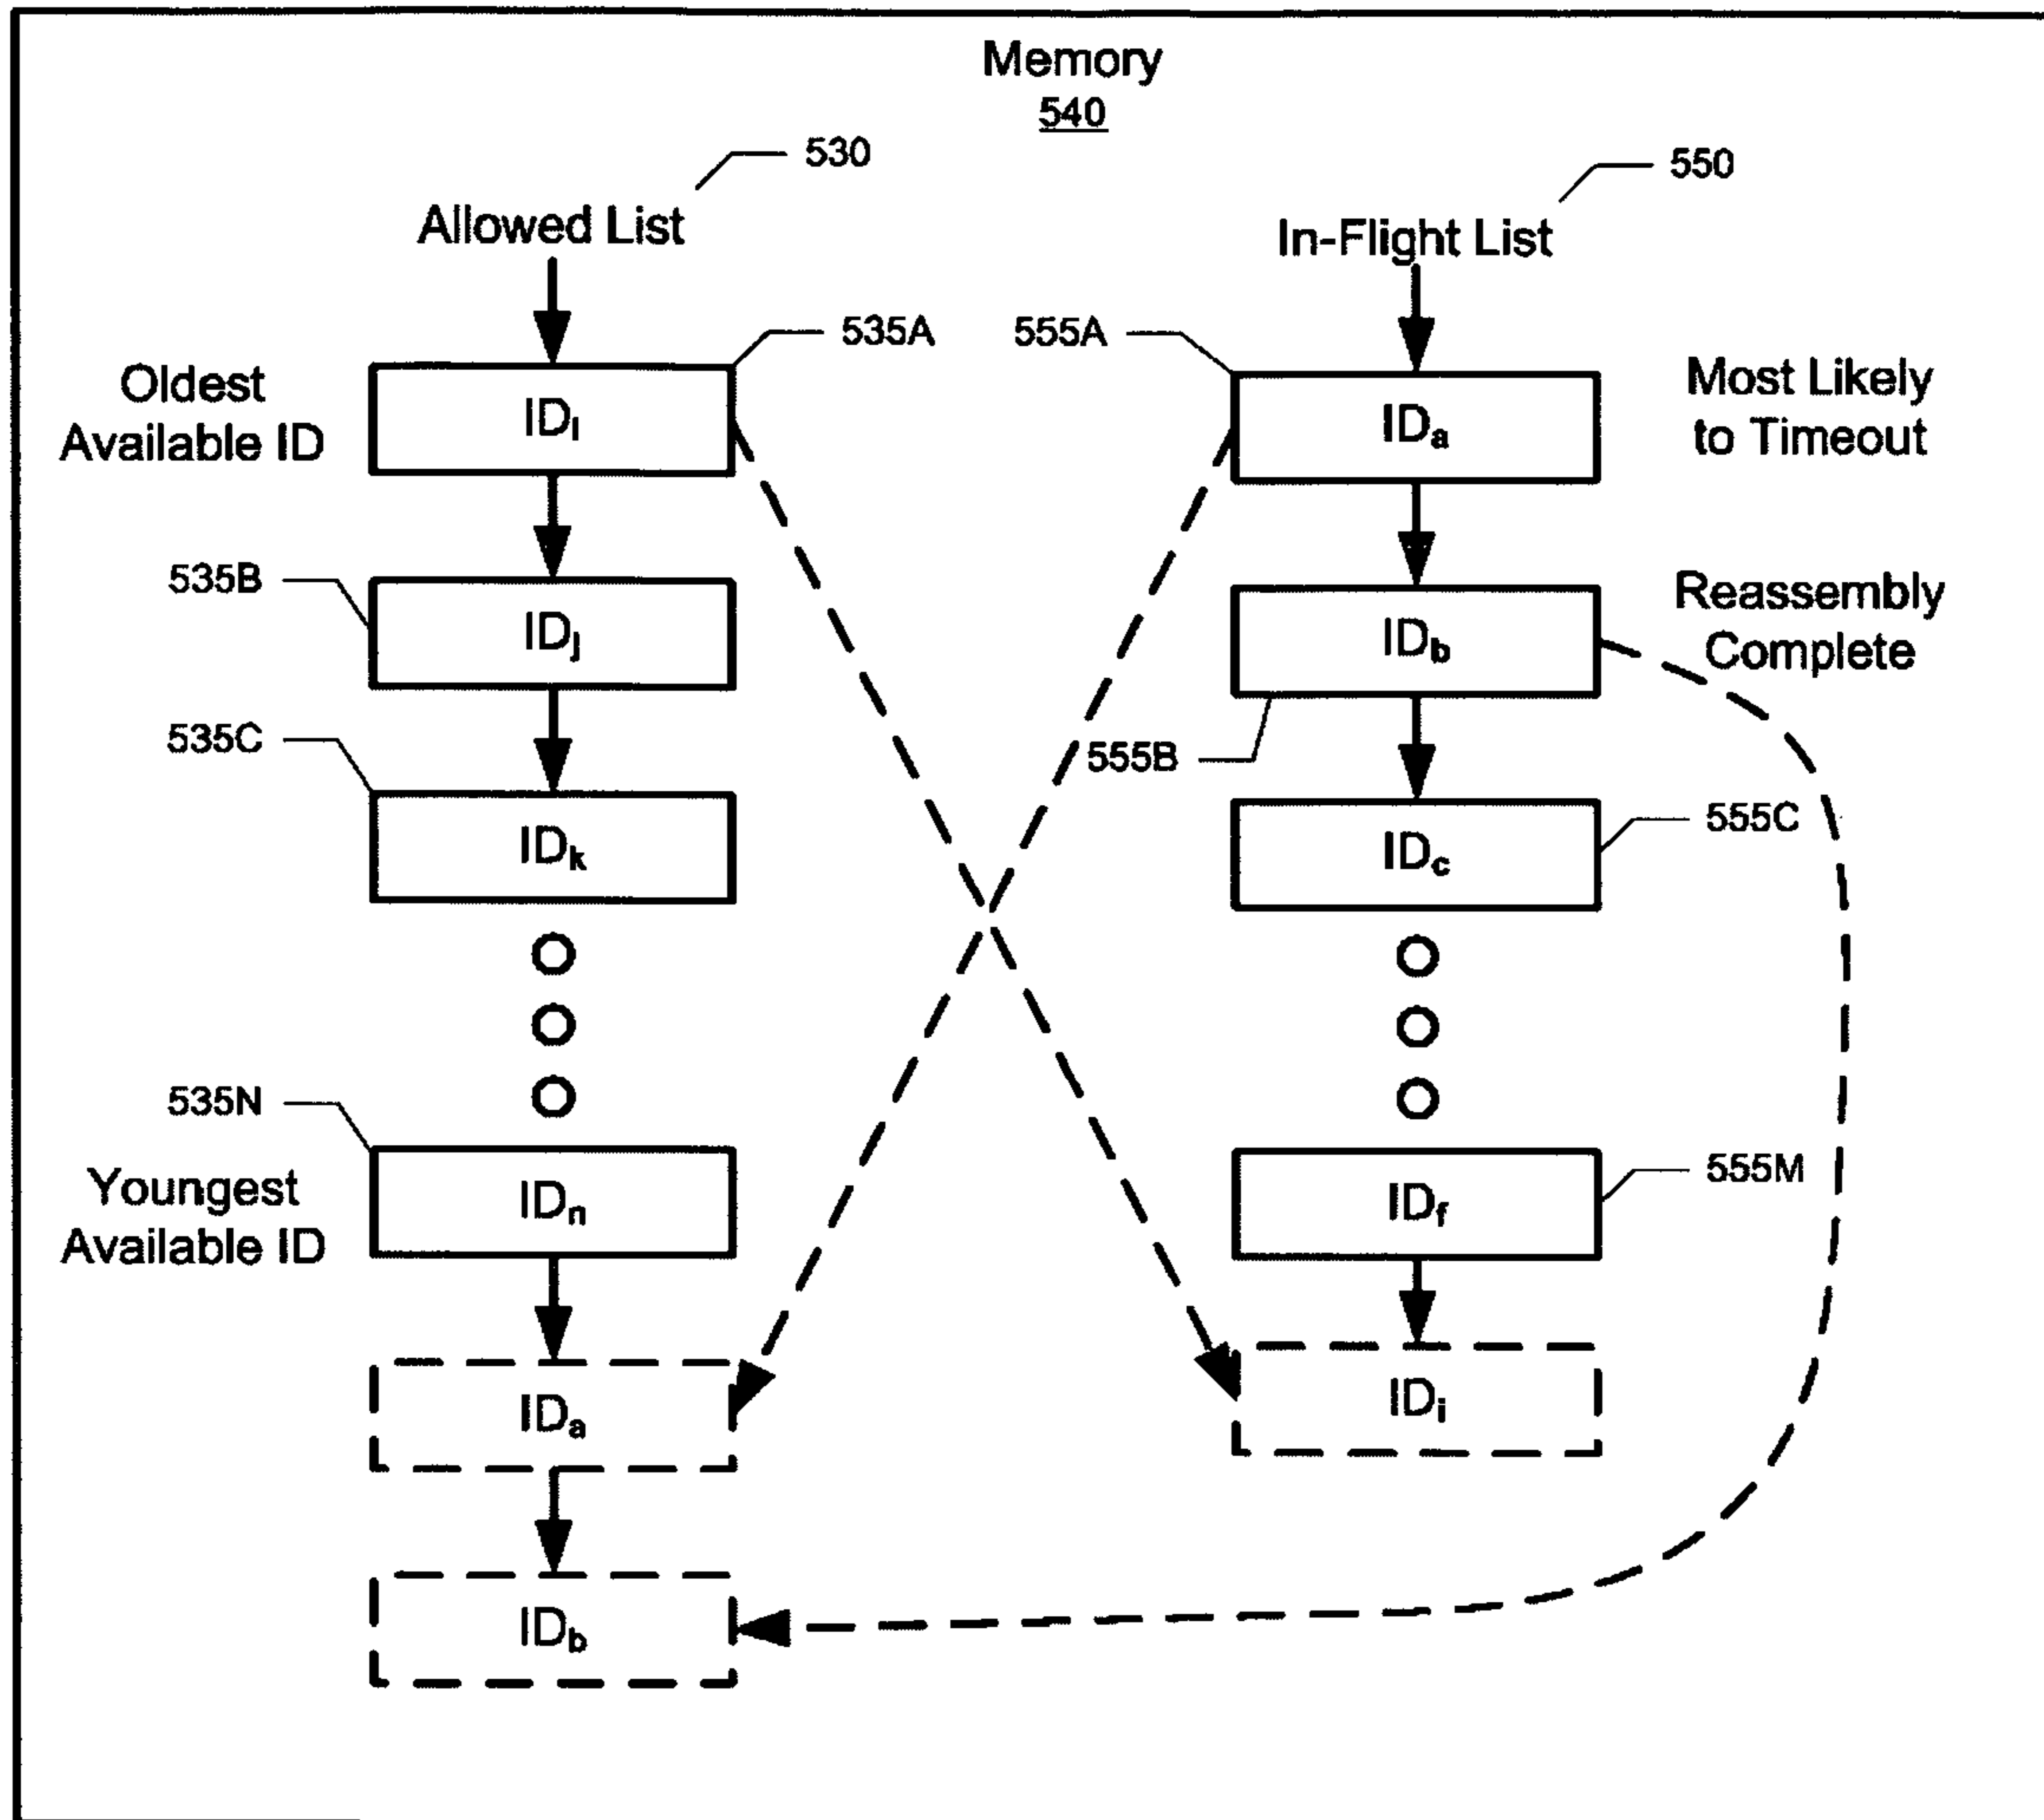 Memory
540
530
550
Allowed List
In-Flight List
535A
555A
Oldest
Available ID
IDi
IDa
Most Likely
to Timeout
535B
IDj
IDb
Reassembly
Complete
535C
555B
IDk
IDc
555C
535N
Youngest
Available ID
IDn
IDf
555M
IDa
IDi
IDb